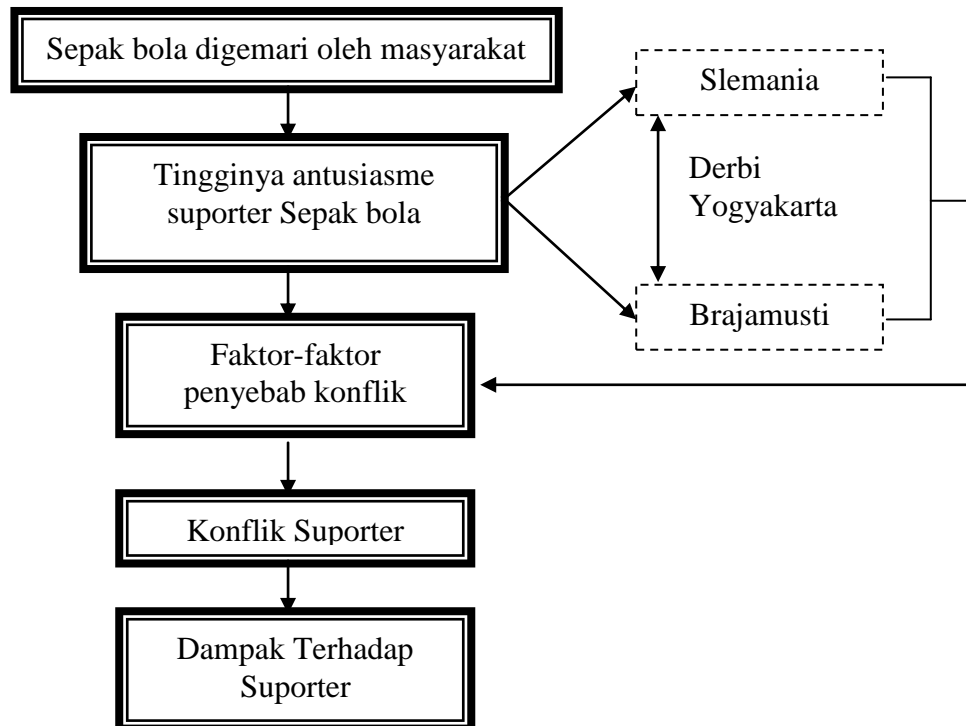 Sepak bola digemari oleh masyarakat
Slemania
Tingginya antusiasme
suporter Sepak bola
Derbi
Yogyakarta
Brajamusti
Faktor-faktor
penyebab konflik
Konflik Suporter
Dampak Terhadap
Suporter